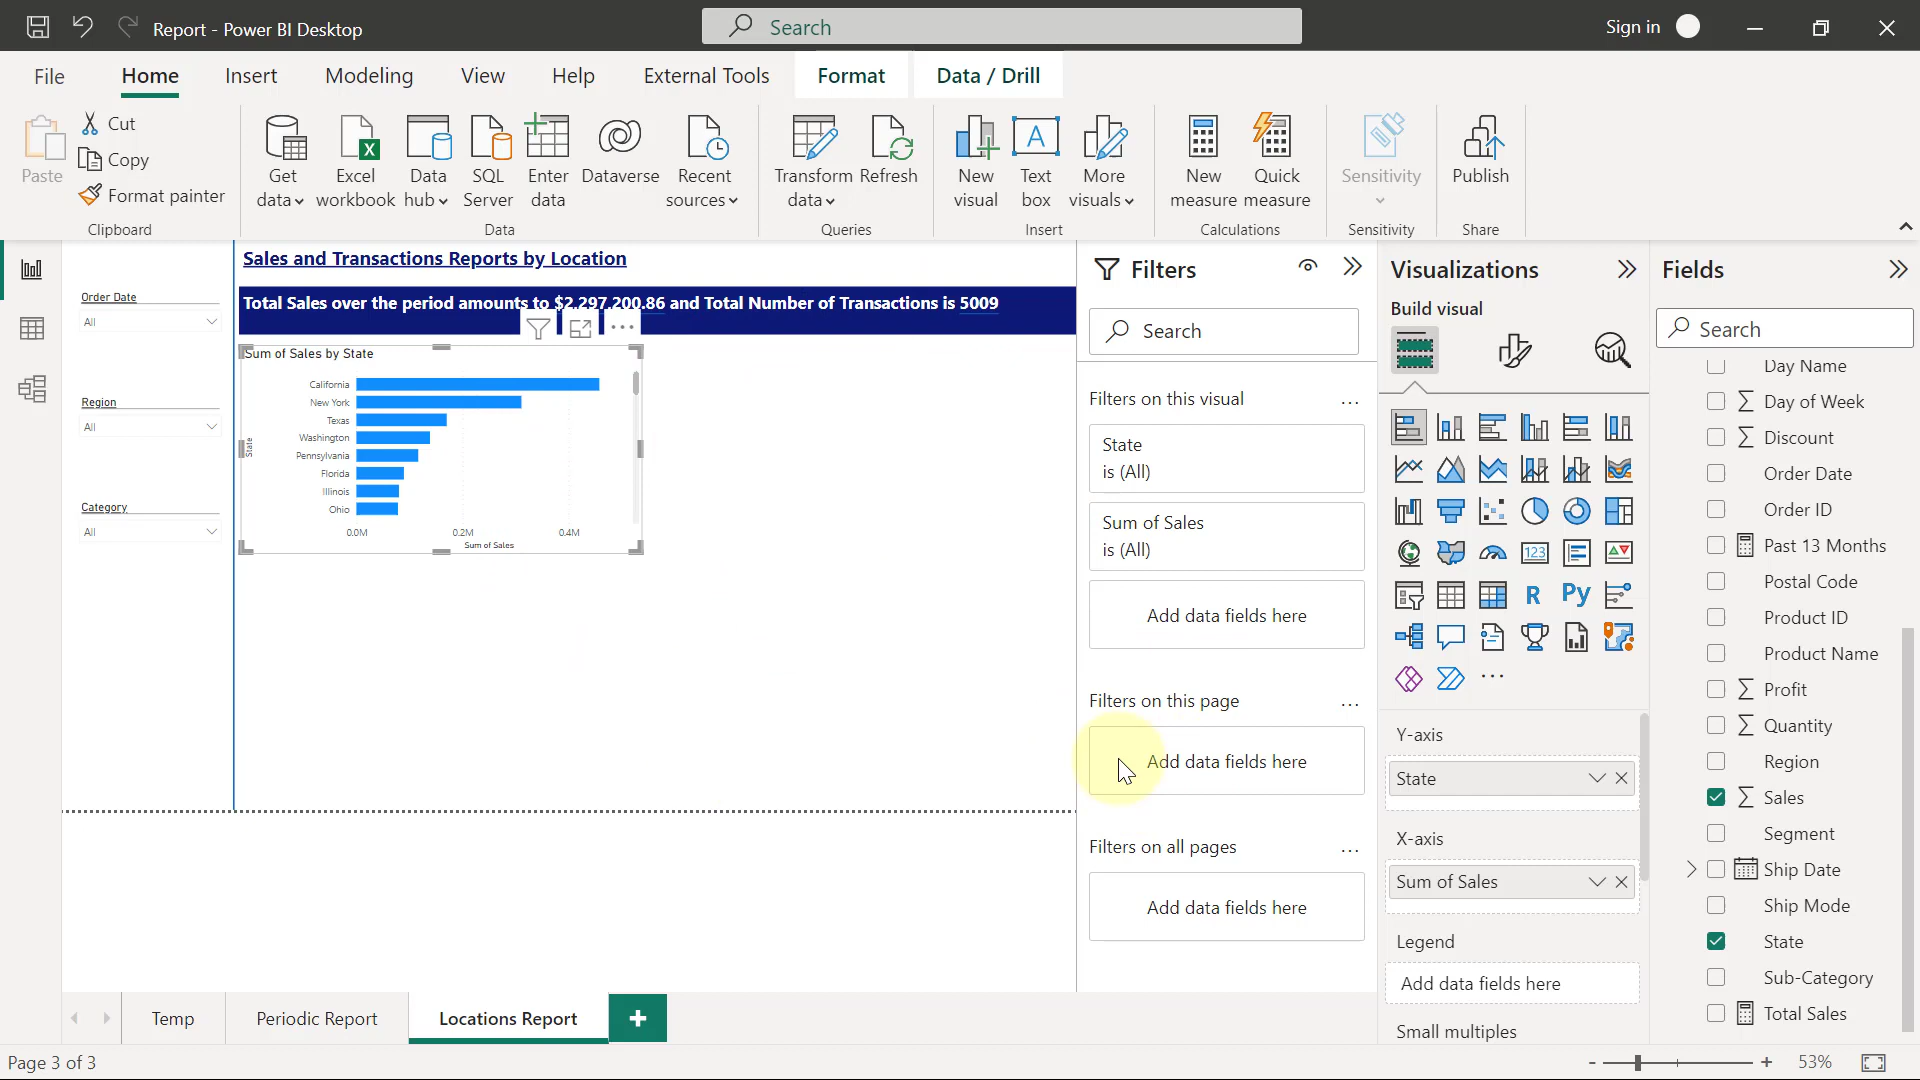 Report - Power BI Desktop
Search
Sign in
File
Home
Insert
Modeling
View
Help
External Tools
Format
Data / Drill
Paste
Cut
Copy
Format painter
Clipboard
Get
data
Excel
workbook
Data
hub
SQL
Server
Enter
data
Dataverse
Recent
sources
Data
Transform
data
Refresh
Queries
New
visual
Text
box
More
visuals
Insert
New
measure
Quick
measure
Calculations
Sensitivity
Sensitivity
Publish
Share
Order Date
All
Region
All
Category
All
Sales and Transactions Reports by Location
Total Sales over the period amounts to $2,297,200.86 and Total Number of Transactions is 5009
Sum of Sales by State
State
California
New York
Texas
Washington
Pennsylvania
Florida
Illinois
Ohio
0.0M
0.2M
0.4M
Sum of Sales
Filters
Search
Filters on this visual
...
State
is (All)
Sum of Sales
is (All)
Add data fields here
Filters on this page
...
Add data fields here
Filters on all pages
...
Add data fields here
Visualizations
Build visual
123
R
Py
...
Y-axis
State
X-axis
Sum of Sales
Legend
Add data fields here
Small multiples
Fields
Search
Day Name
Day of Week
Discount
Order Date
Order ID
Past 13 Months
Postal Code
Product ID
Product Name
Profit
Quantity
Region
Sales
Segment
Ship Date
Ship Mode
State
Sub-Category
Total Sales
Temp
Periodic Report
Locations Report
Page 3 of 3
- + 53%